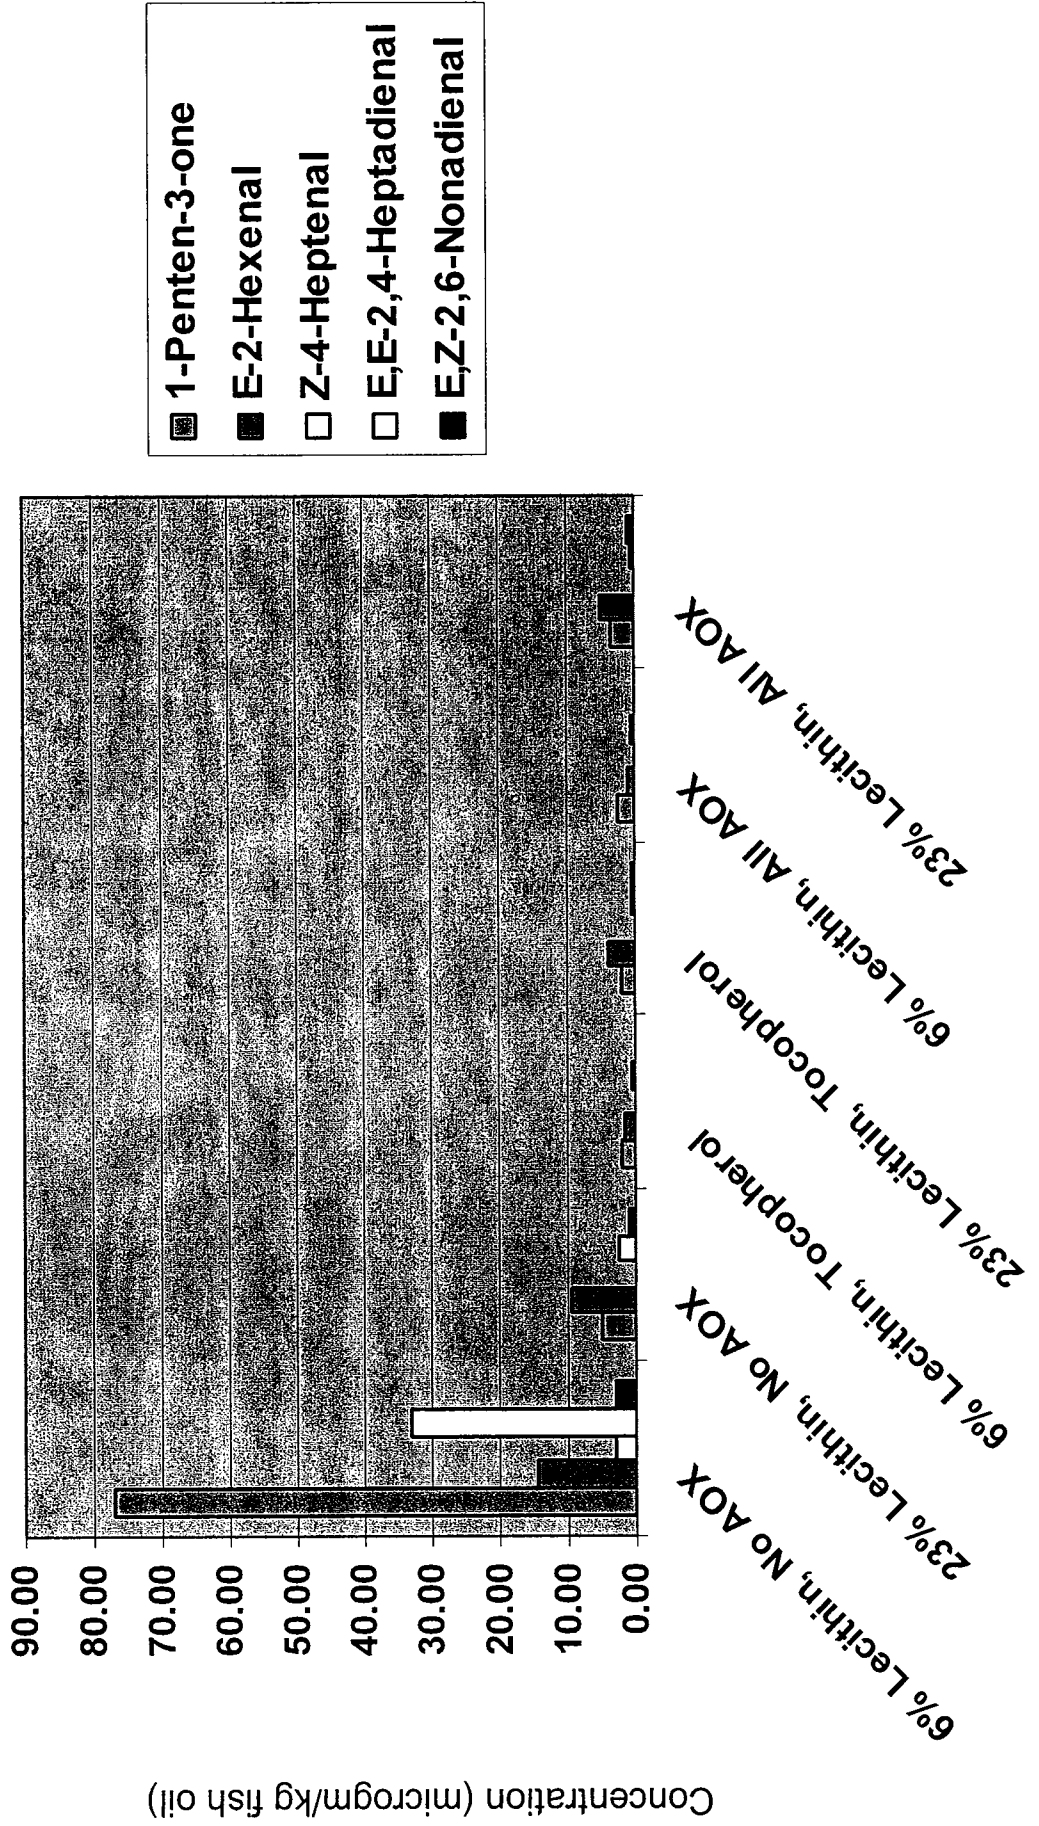 Concentration (microgm/kg fish oil)
90.00
80.00
70.00
60.00
50.00
40.00
30.00
20.00
10.00
0.00
6% Lecithin, No AOX
23% Lecithin, No AOX
6% Lecithin, Tocopherol
23% Lecithin, Tocopherol
6% Lecithin, All AOX
23% Lecithin, All AOX
1-Penten-3-one
E-2-Hexenal
Z-4-Heptenal
E,E-2,4-Heptadienal
E,Z-2,6-Nonadienal